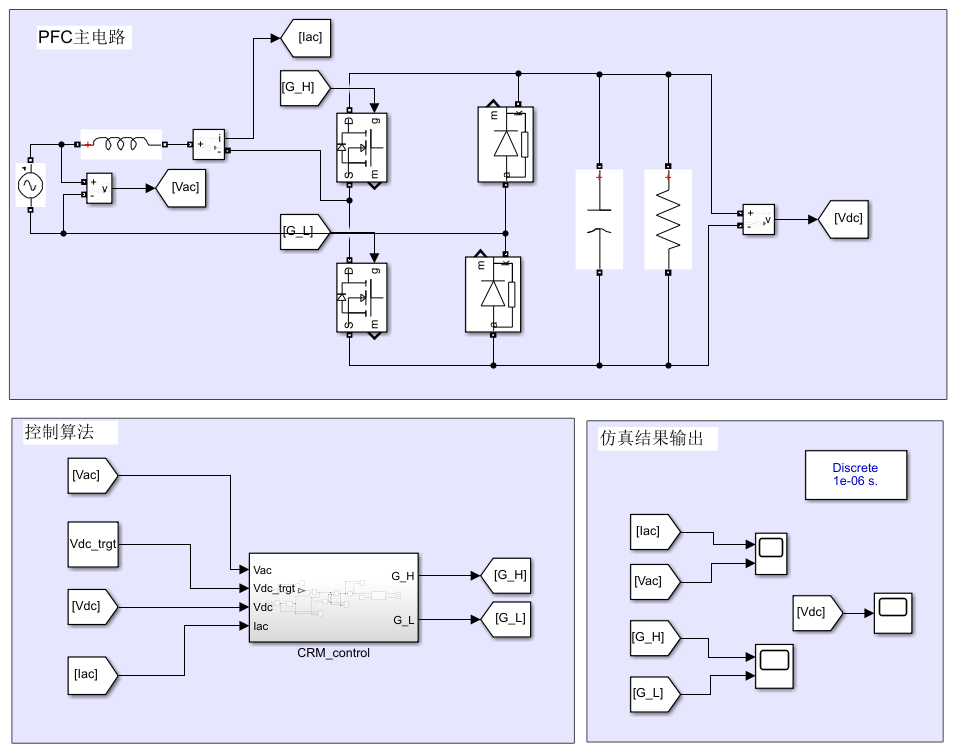 PFC主电路
[Iac]
[G_H]
D
g
m
k
i
+
-
+
-
v
[Vac]
S
m
a
[G_L]
+
+
+
-
v
[Vdc]
D
g
m
k
S
m
a
控制算法
[Vac]
Vdc_trgt
[Vdc]
[Iac]
Vac
Vdc_trgt
Vdc
Iac
G_H
G_L
CRM_control
[G_H]
[G_L]
仿真结果输出
Discrete
1e-06 s.
[Iac]
[Vac]
[Vdc]
[G_H]
[G_L]